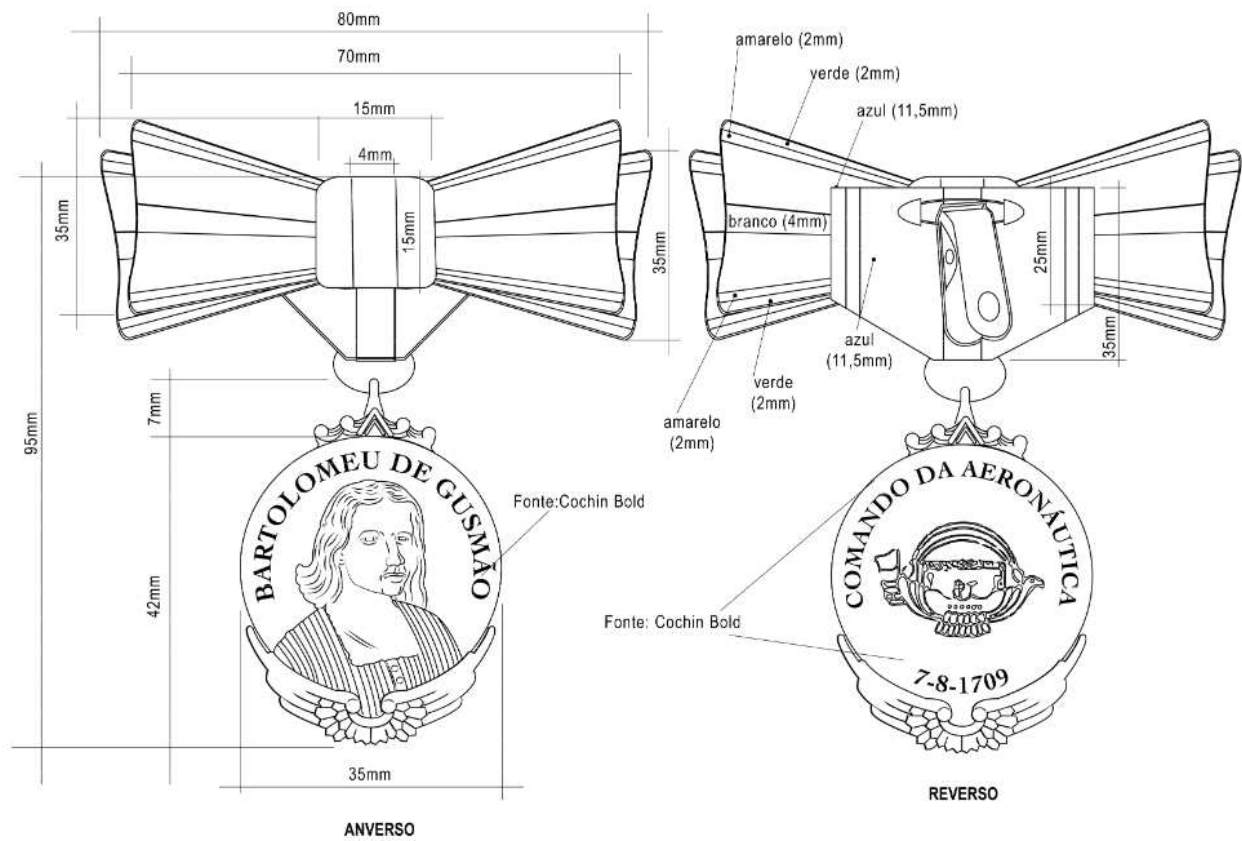 80mm
70mm
15mm
4mm
35mm
15mm
35mm
95mm
7mm
42mm
BARTOLOMEU DE GUSMÃO
Fonte:Cochin Bold
35mm
ANVERSO
amarelo (2mm)
verde (2mm)
azul (11,5mm)
branco (4mm)
25mm
35mm
azul
(11,5mm)
verde
(2mm)
amarelo
(2mm)
COMANDO DA AERONÁUTICA
Fonte: Cochin Bold
7-8-1709
REVERSO